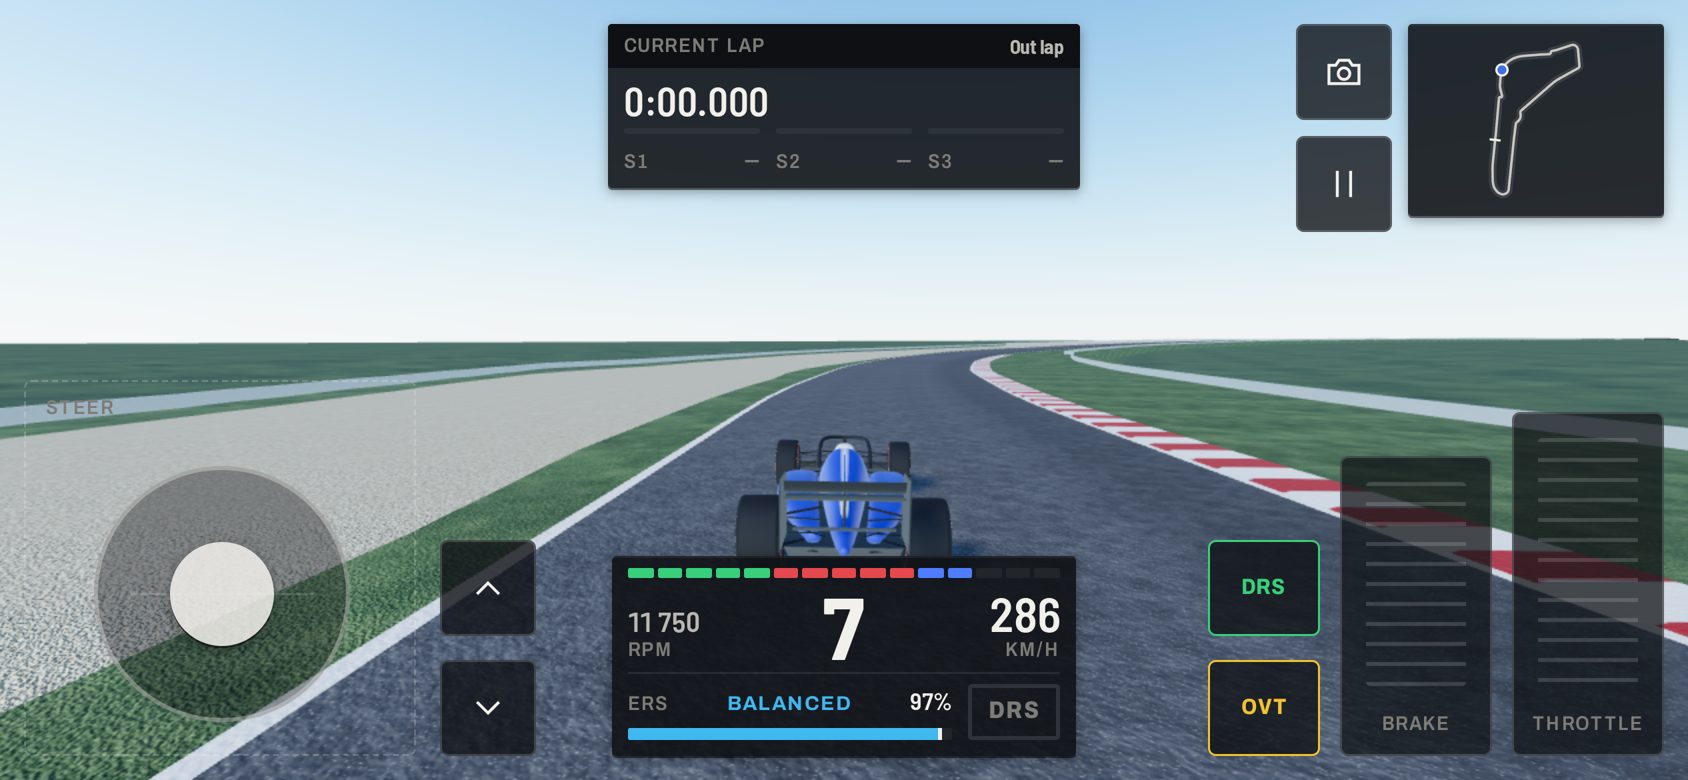 CURRENT LAP Out lap
0:00.000
S1 — S2 — S3 —
STEER
11 750 7 286
RPM KM/H
ERS BALANCED 97% DRS
DRS
OVT
BRAKE THROTTLE